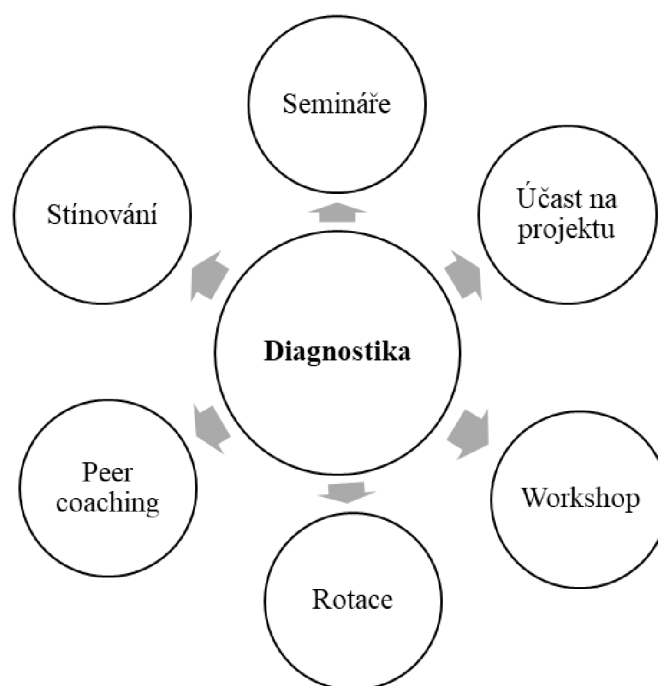 Semináře
Stínování
Účast na
projektu
Diagnostika
Peer
coaching
Workshop
Rotace